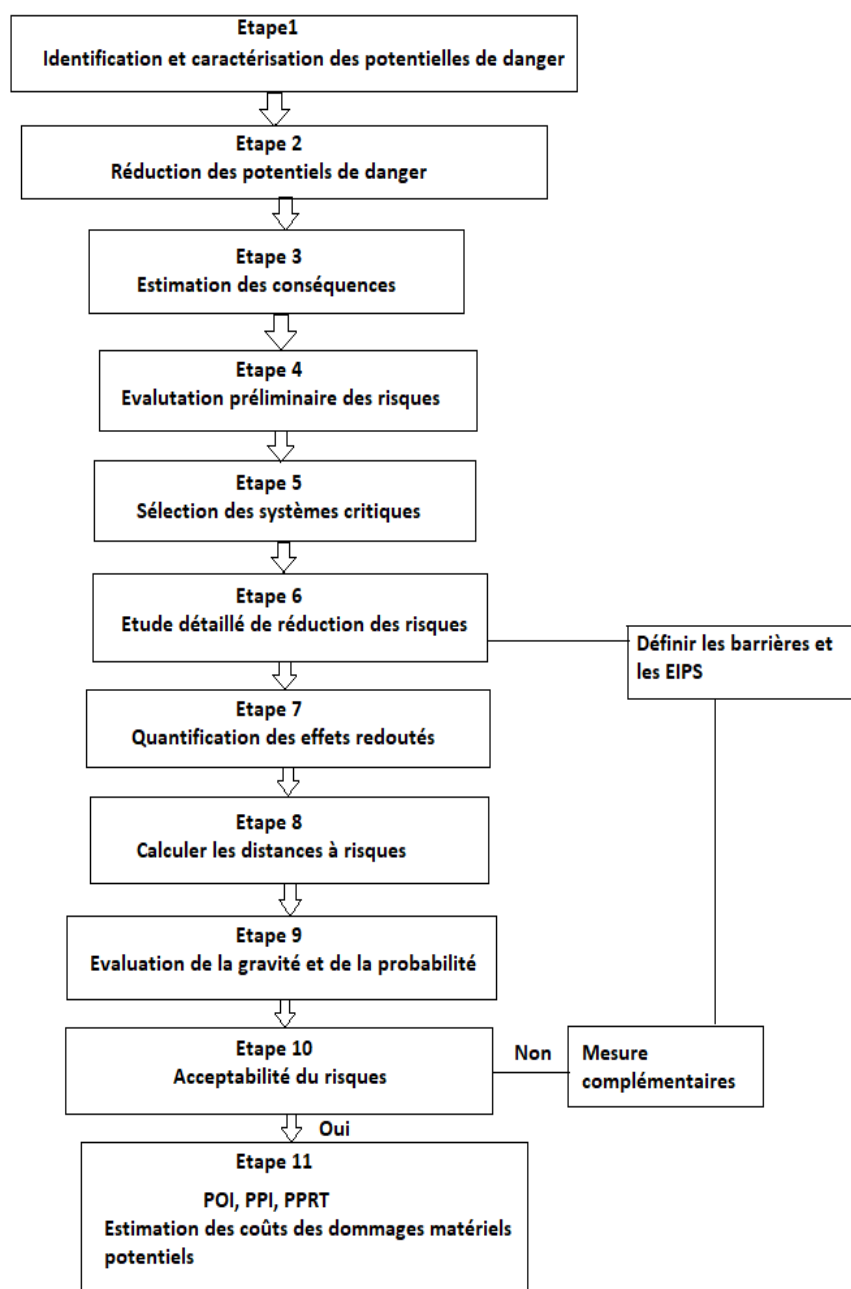 Etape1
Identification et caractérisation des potentielles de danger
Etape 2
Réduction des potentiels de danger
Etape 3
Estimation des conséquences
Etape 4
Evalutation préliminaire des risques
Etape 5
Sélection des systèmes critiques
Etape 6
Etude détaillé de réduction des risques
Définir les barrières et
les EIPS
Etape 7
Quantification des effets redoutés
Etape 8
Calculer les distances à risques
Etape 9
Evaluation de la gravité et de la probabilité
Etape 10
Acceptabilité du risques
Non
Mesure
complémentaires
Oui
Etape 11
POI, PPI, PPRT
Estimation des coûts des dommages matériels
potentiels